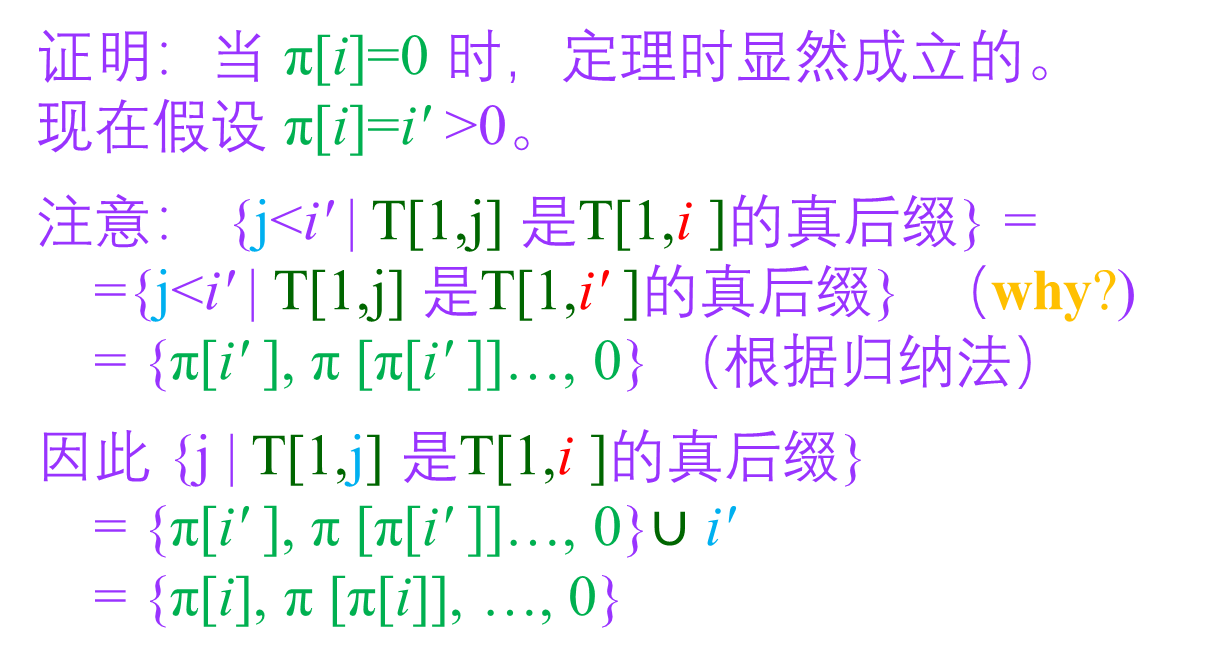 证明：当 π[i]=0 时，定理时显然成立的。
现在假设 π[i]=i′ >0。
注意： {j<i′ | T[1,j] 是T[1,i ]的真后缀} =
={j<i′ | T[1,j] 是T[1,i′ ]的真后缀} （why?)
= {π[i′ ], π [π[i′ ]]…, 0} （根据归纳法）
因此 {j | T[1,j] 是T[1,i ]的真后缀}
= {π[i′ ], π [π[i′ ]]…, 0}∪ i′
= {π[i], π [π[i]], …, 0}